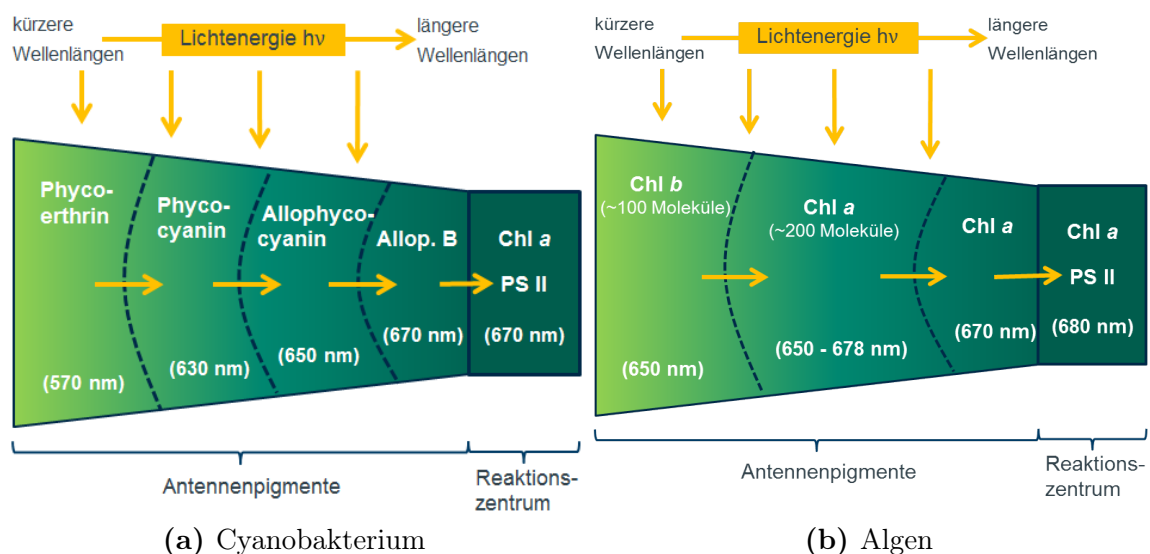 kürzere
Wellenlängen
Lichtenergie hν
längere
Wellenlängen
Phyco-
erthrin
(570 nm)
Phyco-
cyanin
(630 nm)
Allophyco-
cyanin
(650 nm)
Allop. B
(670 nm)
Chl a
PS II
(670 nm)
Antennenpigmente
Reaktions-
zentrum
(a) Cyanobakterium
kürzere
Wellenlängen
Lichtenergie hν
längere
Wellenlängen
Chl b
(~100 Moleküle)
(650 nm)
Chl a
(~200 Moleküle)
(650 - 678 nm)
Chl a
(670 nm)
Chl a
PS II
(680 nm)
Antennenpigmente
Reaktions-
zentrum
(b) Algen